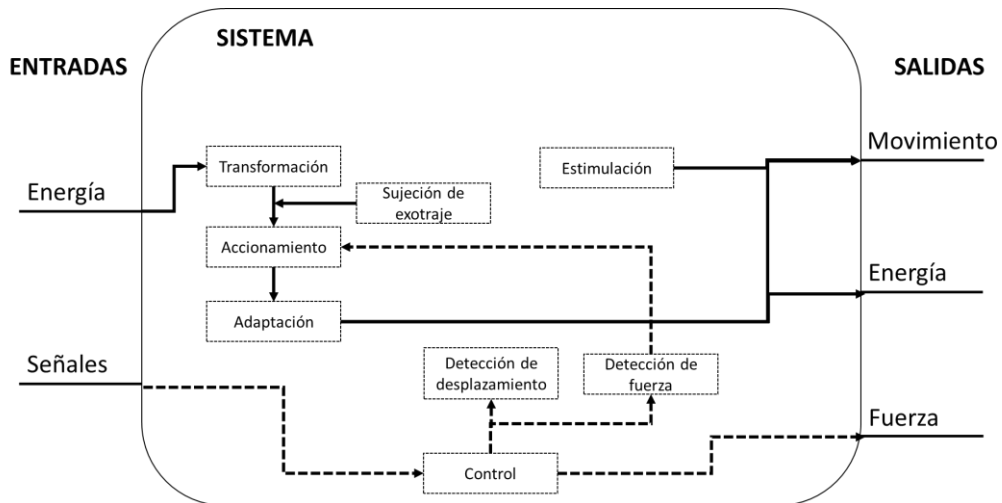 SISTEMA
ENTRADAS
SALIDAS
Movimiento
Transformación
Estimulación
Energía
Sujeción de
exotraje
Accionamiento
Energía
Adaptación
Señales
Detección de
desplazamiento
Detección de
fuerza
Fuerza
Control